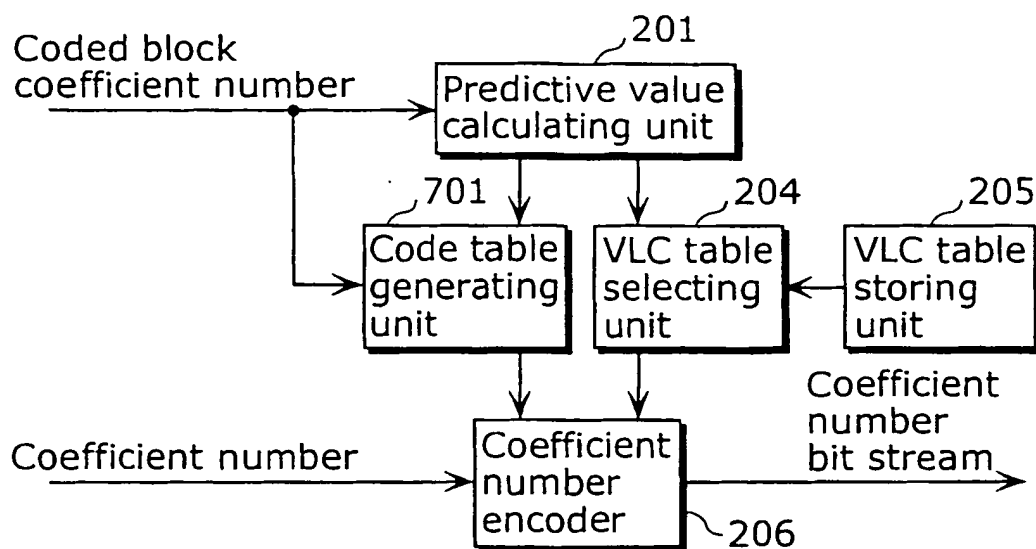 201
Coded block
coefficient number
Predictive value
calculating unit
701
204
205
Code table
generating
unit
VLC table
selecting
unit
VLC table
storing
unit
Coefficient
number
bit stream
Coefficient number
Coefficient
number
encoder
206